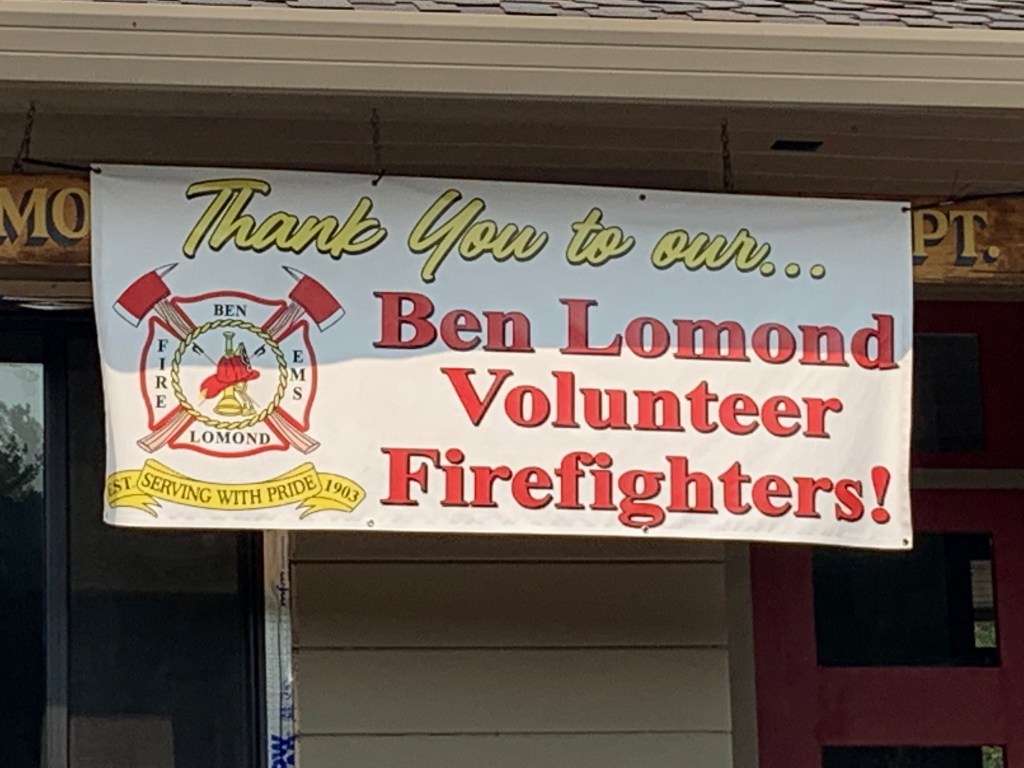 MO
PT.
Thank You to our...
Ben Lomond
Volunteer
Firefighters!
BEN
FIRE
EMS
LOMOND
EST. SERVING WITH PRIDE 1903